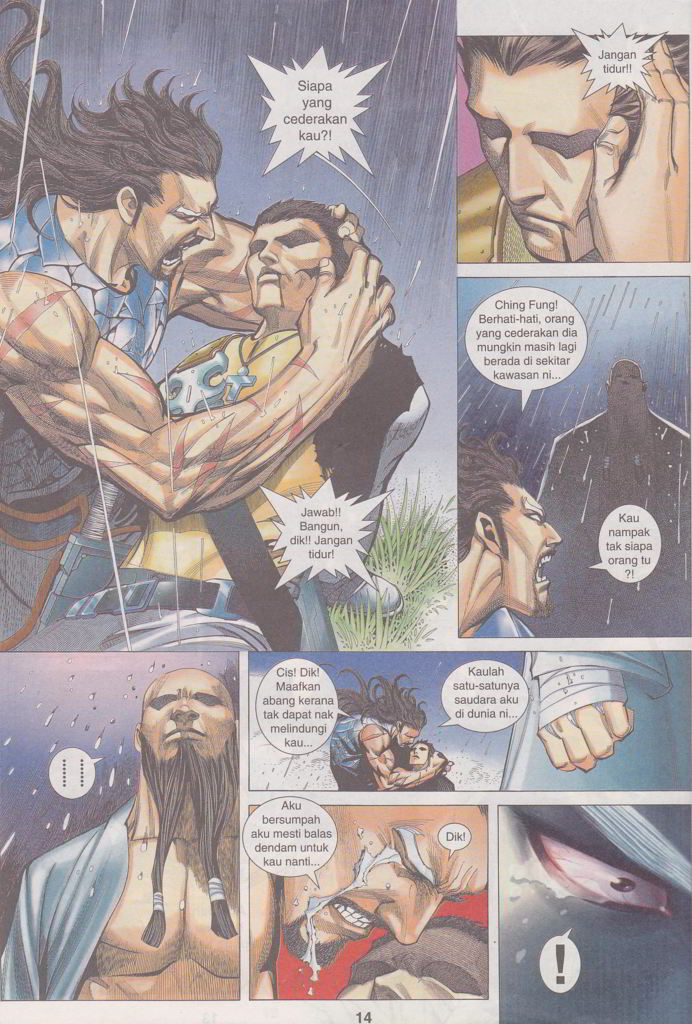 Siapa
yang
cederakan
kau?!
Jangan
tidur!!
Jawab!!
Bangun,
dik!! Jangan
tidur!
Ching Fung!
Berhati-hati, orang
yang cederakan dia
mungkin masih lagi
berada di sekitar
kawasan ni...
Kau
nampak
tak siapa
orang tu
?!
Cis! Dik!
Maafkan
abang kerana
tak dapat nak
melindungi
kau...
Kaulah
satu-satunya
saudara aku
di dunia ni...
Aku
bersumpah
aku mesti balas
dendam untuk
kau nanti...
Dik!
!
14